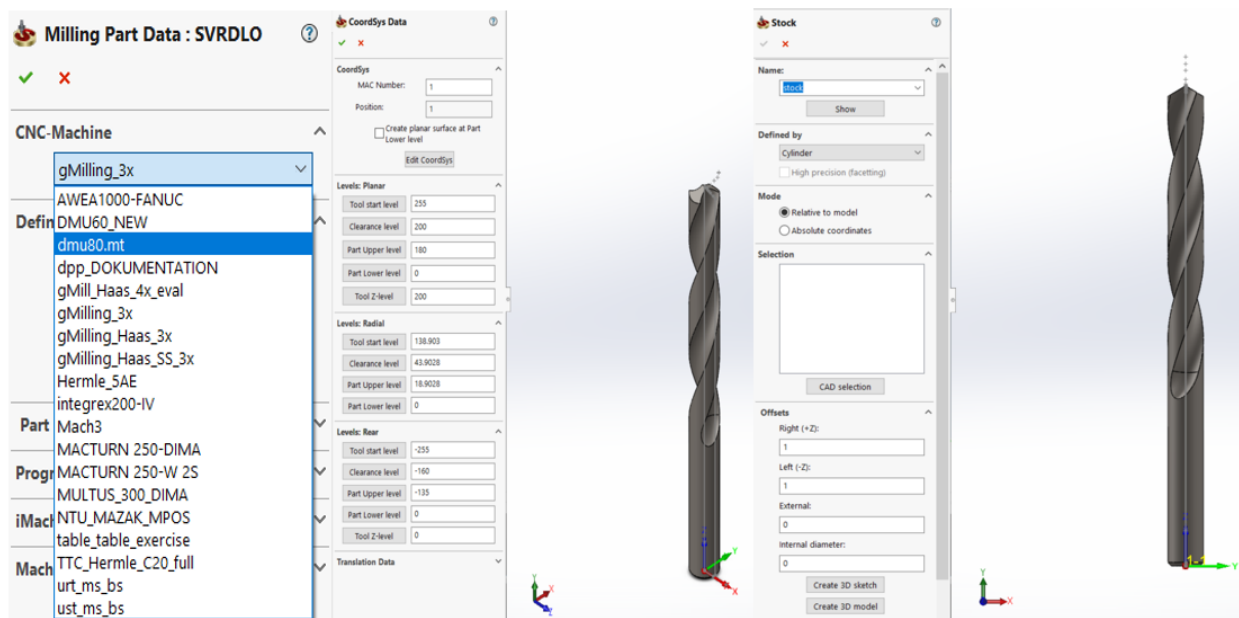 Milling Part Data : SVRDLO
CNC-Machine
gMilling_3x
AWEA1000-FANUC
Defin
DMU60_NEW
dmu80.mt
dpp_DOKUMENTATION
gMill_Haas_4x_eval
gMilling_3x
gMilling_Haas_3x
gMilling_Haas_SS_3x
Hermle_5AE
integrex200-IV
Part
Mach3
MACTURN 250-DIMA
Progr
MACTURN 250-W 2S
MULTUS_300_DIMA
iMach
NTU_MAZAK_MPOS
table_table_exercise
Mach
TTC_Hermle_C20_full
urt_ms_bs
ust_ms_bs
CoordSys Data
CoordSys
MAC Number: 1
Position: 1
Create planar surface at Part
Lower level
Edit CoordSys
Levels: Planar
Tool start level 255
Clearance level 200
Part Upper level 180
Part Lower level 0
Tool Z-level 200
Levels: Radial
Tool start level 138.903
Clearance level 43.9028
Part Upper level 18.9028
Part Lower level 0
Levels: Rear
Tool start level -255
Clearance level -160
Part Upper level -135
Part Lower level 0
Tool Z-level 0
Translation Data
Z
Y
X
Y
X
Z
Stock
Name:
stock
Show
Defined by
Cylinder
High precision (facetting)
Mode
Relative to model
Absolute coordinates
Selection
CAD selection
Offsets
Right (+Z):
1
Left (-Z):
1
External:
0
Internal diameter:
0
Create 3D sketch
Create 3D model
1-1
Y
Y
X